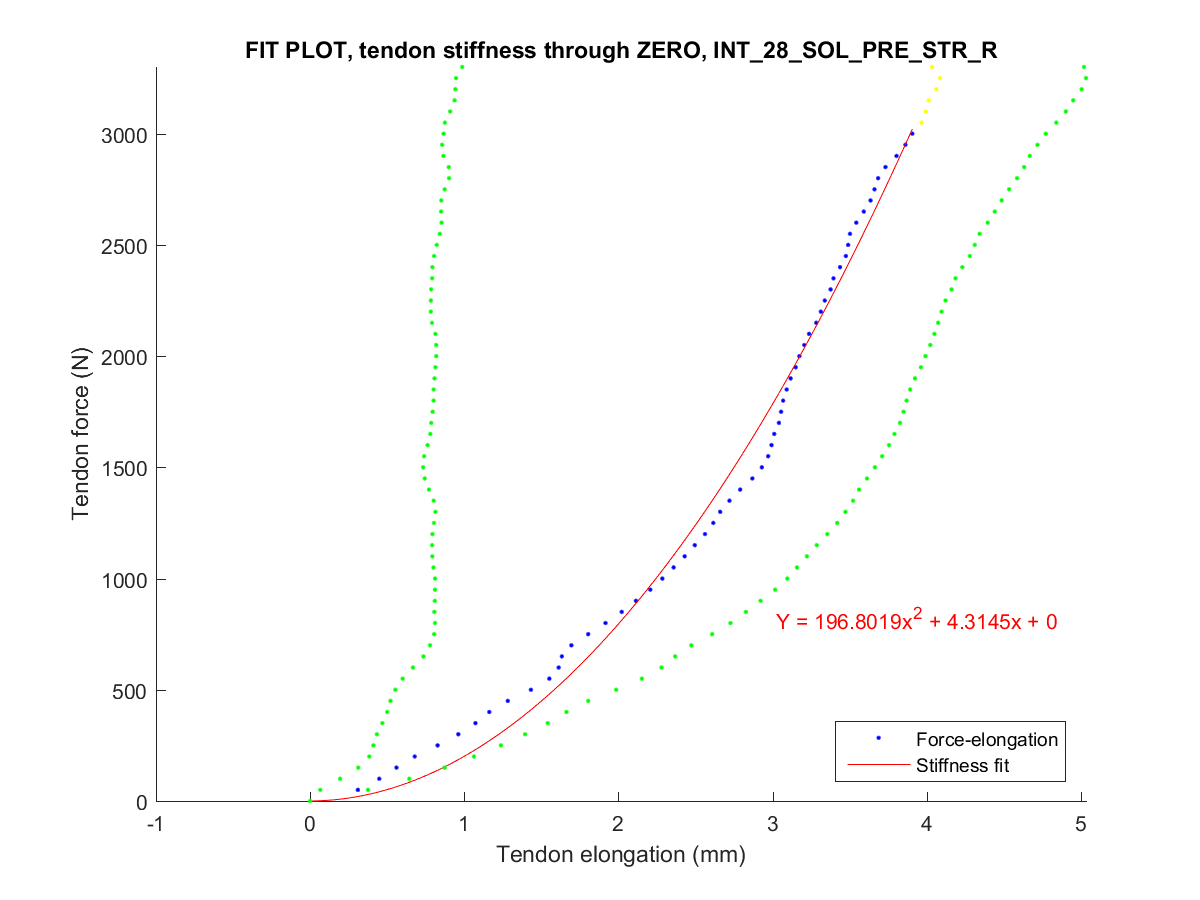 FIT PLOT, tendon stiffness through ZERO, INT_28_SOL_PRE_STR_R
Tendon force (N)
3000
2500
2000
1500
1000
500
0
Y = 196.8019x² + 4.3145x + 0
Force-elongation
Stiffness fit
-1 0 1 2 3 4 5
Tendon elongation (mm)